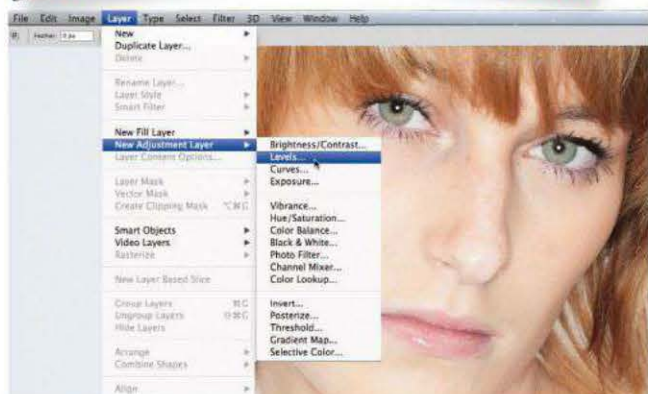 File Edit Image Layer Type Select Filter 3D View Window Help
Feather: 0 px
New
Duplicate Layer...
Delete
Rename Layer...
Layer Style
Smart Filter
New Fill Layer
New Adjustment Layer
Layer Content Options...
Layer Mask
Vector Mask
Create Clipping Mask ⌥⌘G
Smart Objects
Video Layers
Rasterize
New Layer Based Slice
Group Layers ⌘G
Ungroup Layers ⇧⌘G
Hide Layers
Arrange
Combine Shapes
Align
Brightness/Contrast...
Levels...
Curves...
Exposure...
Vibrance...
Hue/Saturation...
Color Balance...
Black & White...
Photo Filter...
Channel Mixer...
Color Lookup...
Invert...
Posterize...
Threshold...
Gradient Map...
Selective Color...